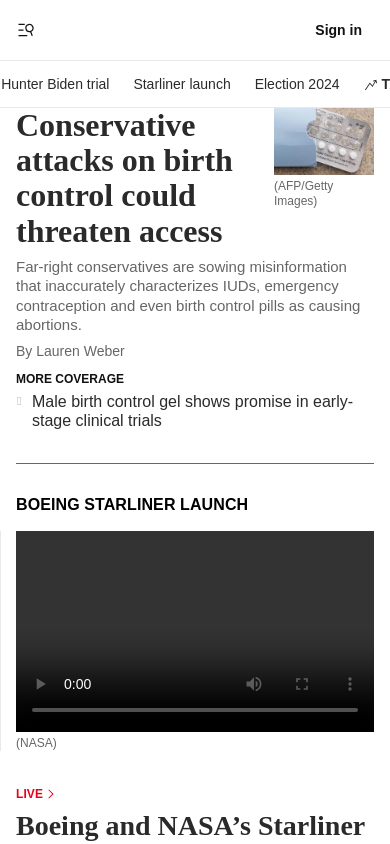 Sign in
Hunter Biden trial Starliner launch Election 2024 T
Conservative
attacks on birth
control could
threaten access
(AFP/Getty
Images)
Far-right conservatives are sowing misinformation
that inaccurately characterizes IUDs, emergency
contraception and even birth control pills as causing
abortions.
By Lauren Weber
MORE COVERAGE
Male birth control gel shows promise in early-
stage clinical trials
BOEING STARLINER LAUNCH
0:00
(NASA)
LIVE
Boeing and NASA’s Starliner